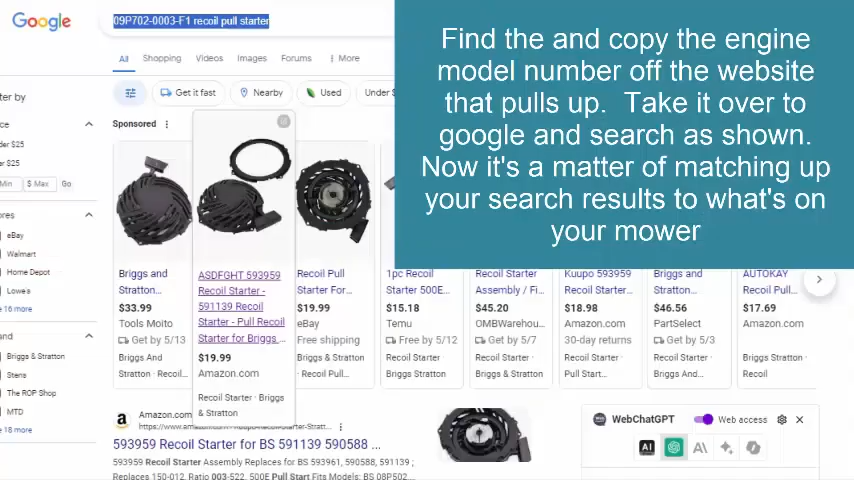 Google
09P702-0003-F1 recoil pull starter
Find the and copy the engine
model number off the website
that pulls up. Take it over to
google and search as shown.
Now it's a matter of matching up
your search results to what's on
your mower
All Shopping Videos Images Forums More
Get it fast Nearby Used Under $
ter by
Sponsored
ce
der $25
er $25
Min $ Max Go
ores
eBay
Walmart
Home Depot
Lowe's
16 more
and
Briggs & Stratton
Stens
The ROP Shop
MTD
18 more
Briggs and
Stratton...
$33.99
Tools Moito
Get by 5/13
Briggs And
Stratton · Recoil...
ASDFGHT 593959
Recoil Starter -
591139 Recoil
Starter - Pull Recoil
Starter for Briggs ...
$19.99
Amazon.com
Recoil Starter · Briggs
& Stratton
Recoil Pull
Starter For...
$19.99
eBay
Free shipping
Briggs & Stratton
· Recoil Pull...
1pc Recoil
Starter 500E...
$15.18
Temu
Free by 5/12
Recoil Starter ·
Briggs Stratton
Recoil Starter
Assembly / Fi...
$45.20
OMBWarehou...
Get by 5/7
Recoil Starter ·
Briggs & Stratton
Kuupo 593959
Recoil Starter...
$18.98
Amazon.com
30-day returns
Recoil Starter ·
Pull Start...
Briggs and
Stratton...
$46.56
PartSelect
Get by 5/3
Recoil Starter ·
Briggs And...
AUTOKAY
Recoil Pull...
$17.69
Amazon.com
Briggs Stratton ·
Recoil
Amazon.com
593959 Recoil Starter for BS 591139 590588 ...
593959 Recoil Starter Assembly Replaces for BS 593961, 590588, 591139 ;
Replaces 150-012, Ratio 003-522, 500E Pull Start Fits Models: BS 08P502...
WebChatGPT Web access
AI